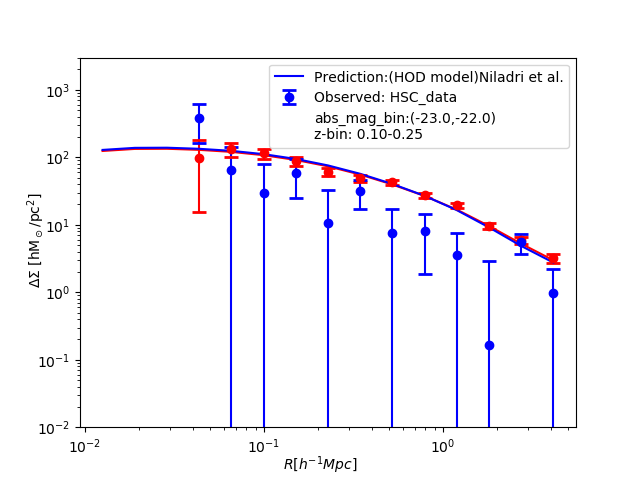 Prediction:(HOD model)Niladri et al.
Observed: HSC_data
abs_mag_bin:(-23.0,-22.0)
z-bin: 0.10-0.25
ΔΣ [hM⊙/pc²]
10³
10²
10¹
10⁰
10⁻¹
10⁻²
10⁻² 10⁻¹ 10⁰
R[h⁻¹Mpc]